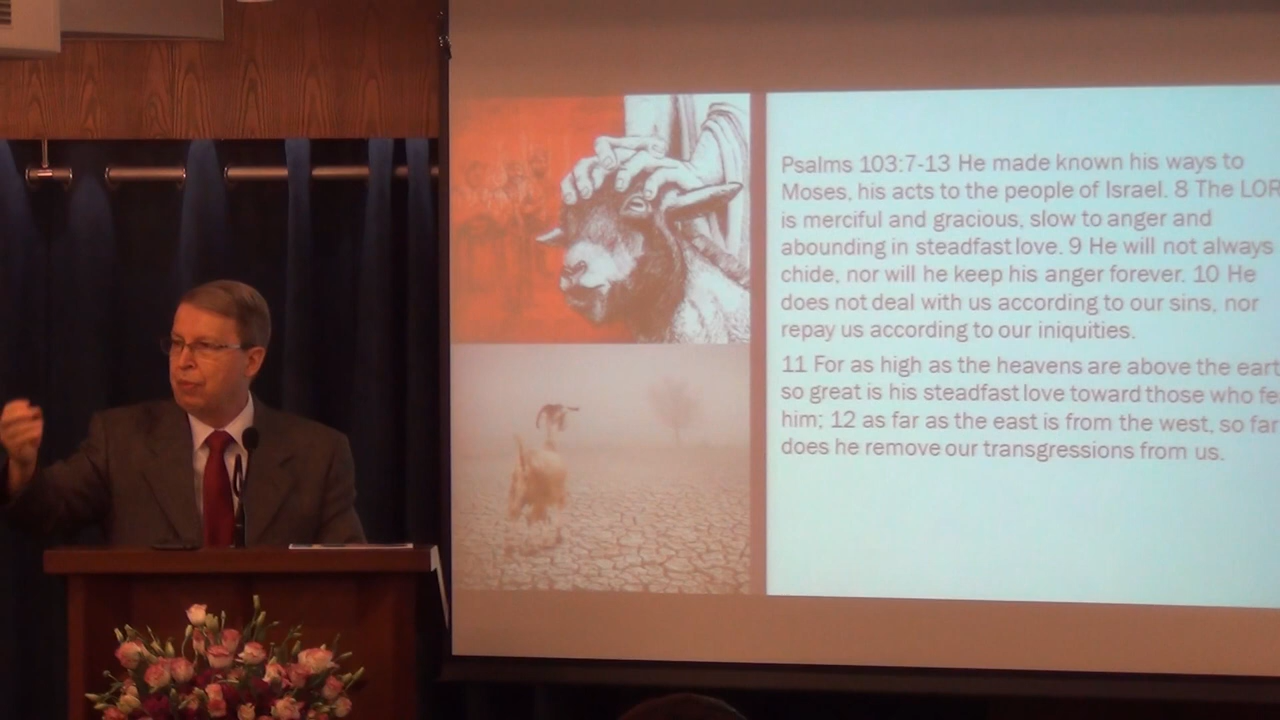 Psalms 103:7-13 He made known his ways to
Moses, his acts to the people of Israel. 8 The LOR
is merciful and gracious, slow to anger and
abounding in steadfast love. 9 He will not always
chide, nor will he keep his anger forever. 10 He
does not deal with us according to our sins, nor
repay us according to our iniquities.
11 For as high as the heavens are above the eart
so great is his steadfast love toward those who fe
him; 12 as far as the east is from the west, so far
does he remove our transgressions from us.